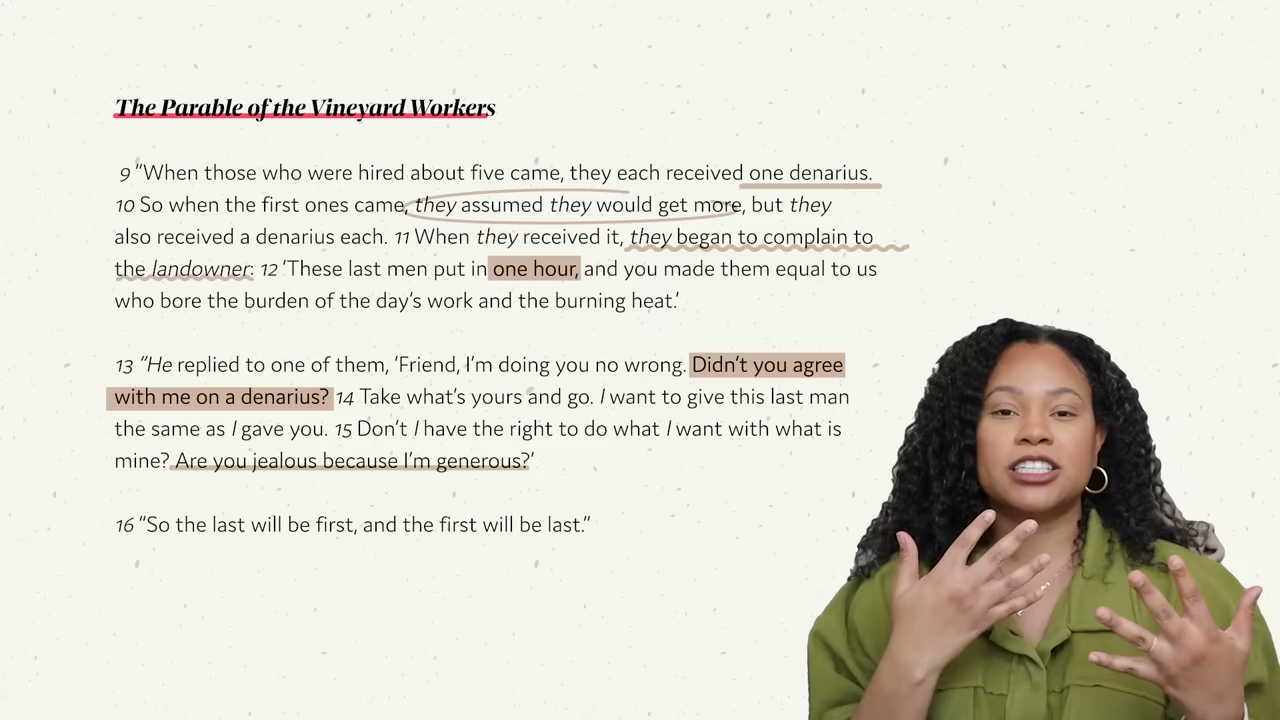 The Parable of the Vineyard Workers
9 “When those who were hired about five came, they each received one denarius.
10 So when the first ones came, they assumed they would get more, but they
also received a denarius each. 11 When they received it, they began to complain to
the landowner: 12 ‘These last men put in one hour, and you made them equal to us
who bore the burden of the day’s work and the burning heat.’
13 “He replied to one of them, ‘Friend, I’m doing you no wrong. Didn’t you agree
with me on a denarius? 14 Take what’s yours and go. I want to give this last man
the same as I gave you. 15 Don’t I have the right to do what I want with what is
mine? Are you jealous because I’m generous?’
16 “So the last will be first, and the first will be last.”